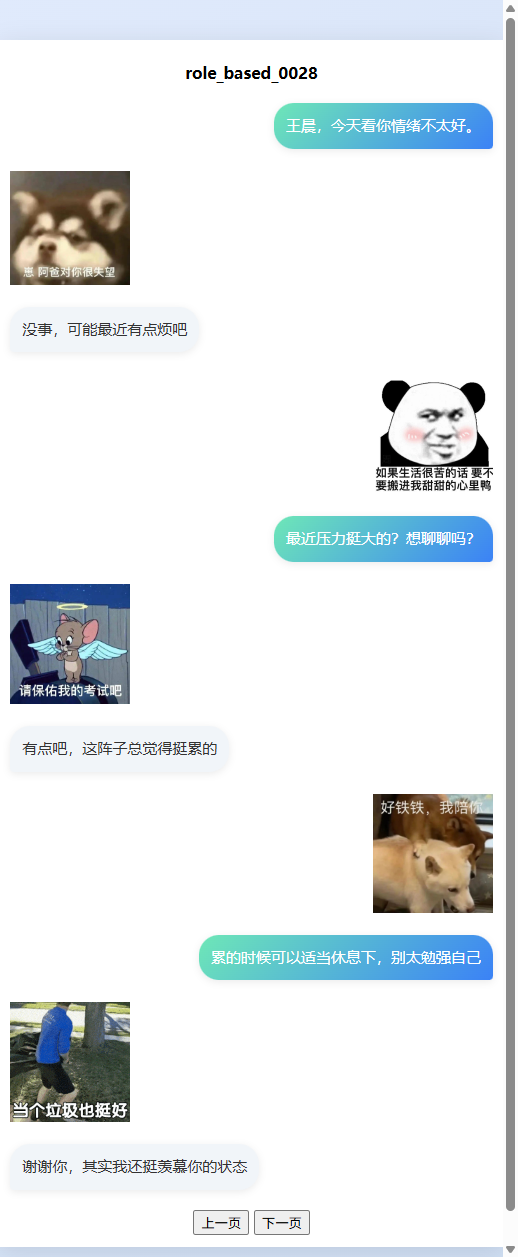 role_based_0028
王晨，今天看你情绪不太好。
崽 阿爸对你很失望
没事，可能最近有点烦吧
如果生活很苦的话 要不
要搬进我甜甜的心里鸭
最近压力挺大的？想聊聊吗？
请保佑我的考试吧
有点吧，这阵子总觉得挺累的
好铁铁，我陪你
累的时候可以适当休息下，别太勉强自己
当个垃圾也挺好
谢谢你，其实我还挺羡慕你的状态
上一页 下一页